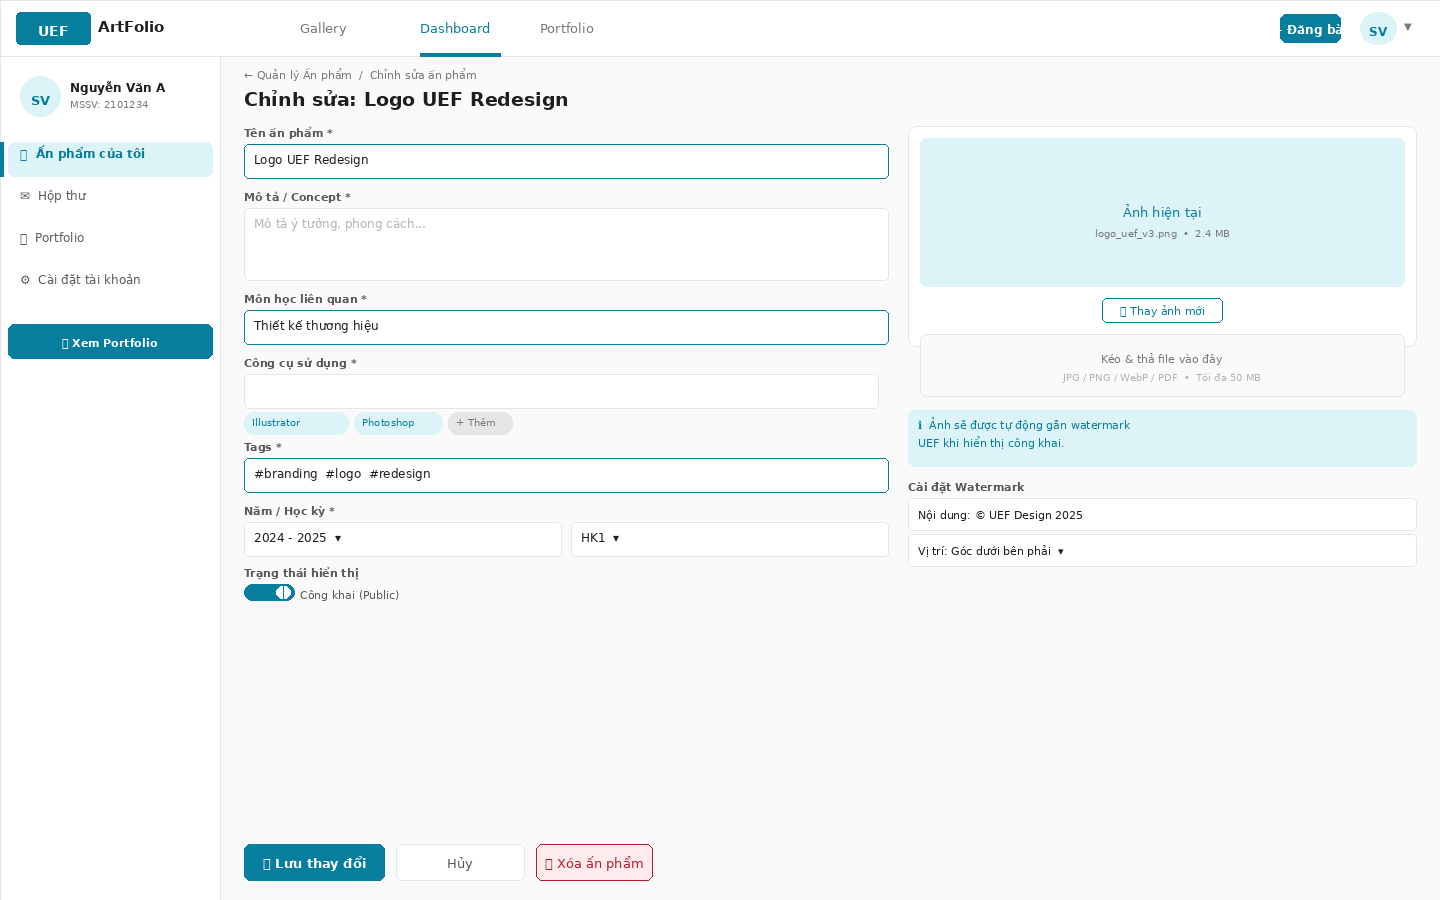 UEF ArtFolio
Gallery
Dashboard
Portfolio
Đăng bà
SV ▼
SV
Nguyễn Văn A
MSSV: 2101234
Ấn phẩm của tôi
✉ Hộp thư
Portfolio
⚙ Cài đặt tài khoản
Xem Portfolio
← Quản lý Ấn phẩm / Chỉnh sửa ấn phẩm
Chỉnh sửa: Logo UEF Redesign
Tên ấn phẩm *
Logo UEF Redesign
Mô tả / Concept *
Mô tả ý tưởng, phong cách...
Môn học liên quan *
Thiết kế thương hiệu
Công cụ sử dụng *
Illustrator Photoshop + Thêm
Tags *
#branding #logo #redesign
Năm / Học kỳ *
2024 - 2025 ▾
HK1 ▾
Trạng thái hiển thị
Công khai (Public)
Ảnh hiện tại
logo_uef_v3.png • 2.4 MB
Thay ảnh mới
Kéo & thả file vào đây
JPG / PNG / WebP / PDF • Tối đa 50 MB
ℹ Ảnh sẽ được tự động gắn watermark
UEF khi hiển thị công khai.
Cài đặt Watermark
Nội dung: © UEF Design 2025
Vị trí: Góc dưới bên phải ▾
Lưu thay đổi
Hủy
Xóa ấn phẩm